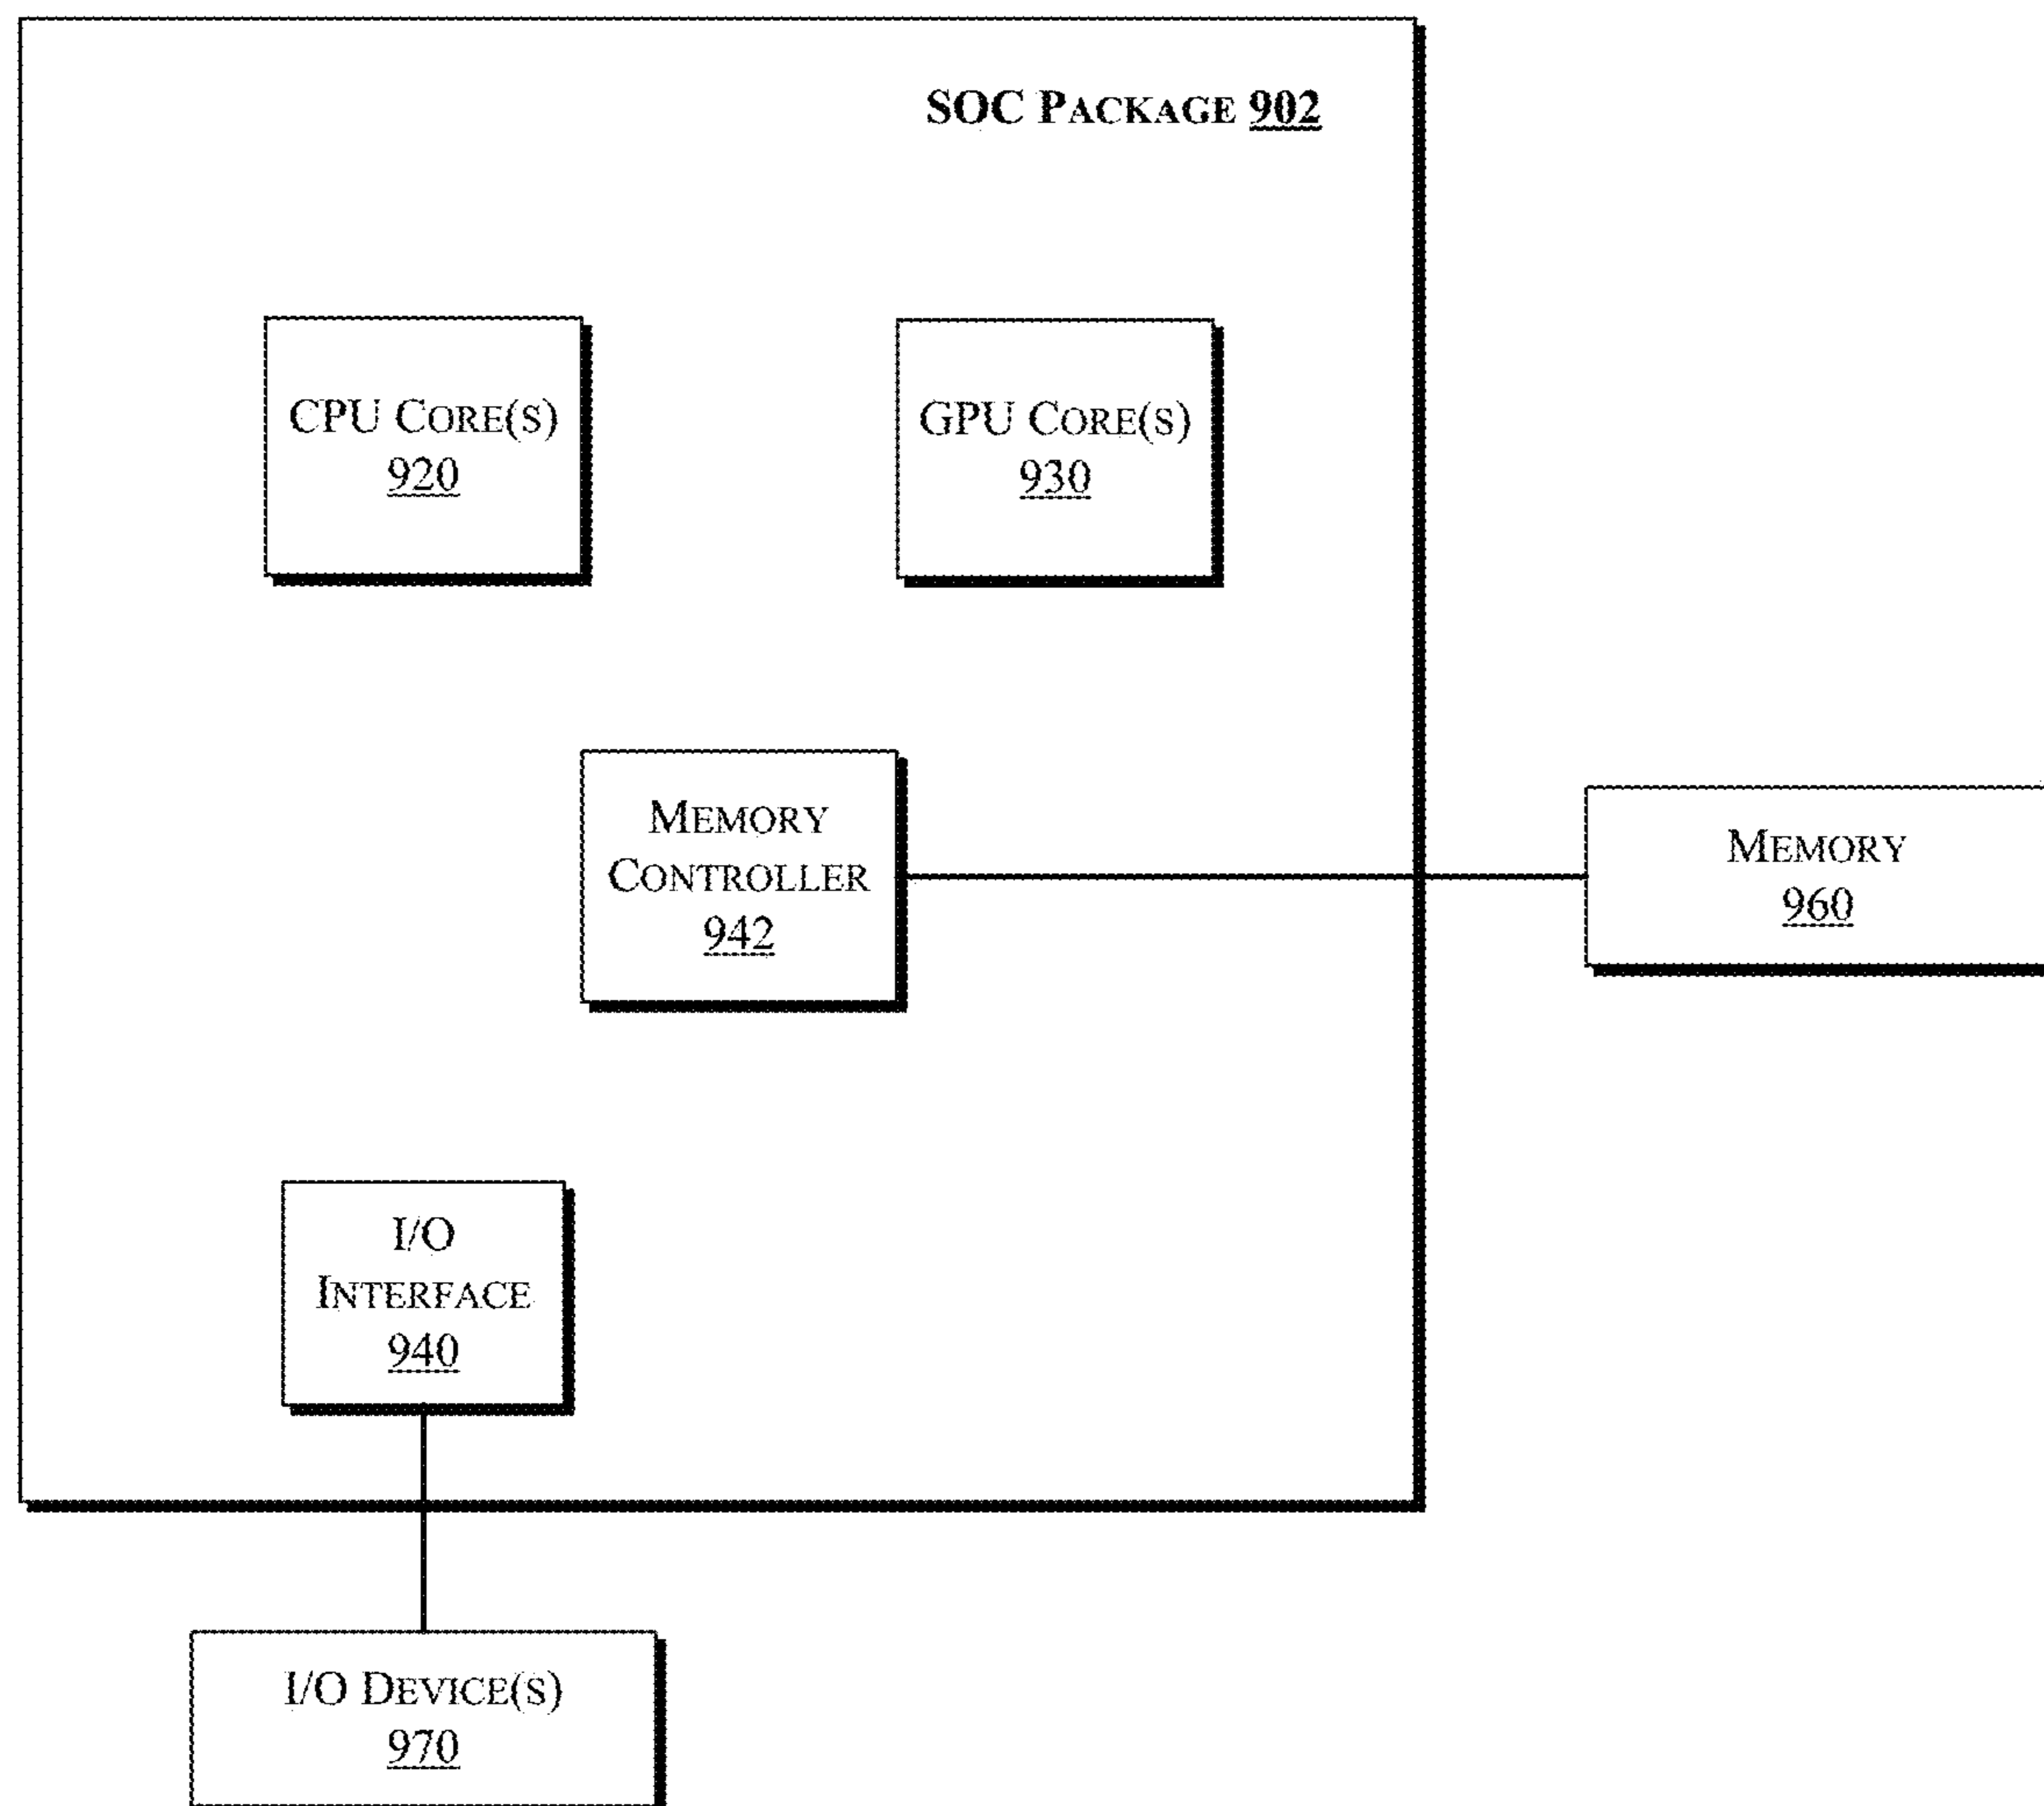 SOC PACKAGE 902
CPU CORE(S)
920
GPU CORE(S)
930
MEMORY
CONTROLLER
942
MEMORY
960
I/O
INTERFACE
940
I/O DEVICE(S)
970